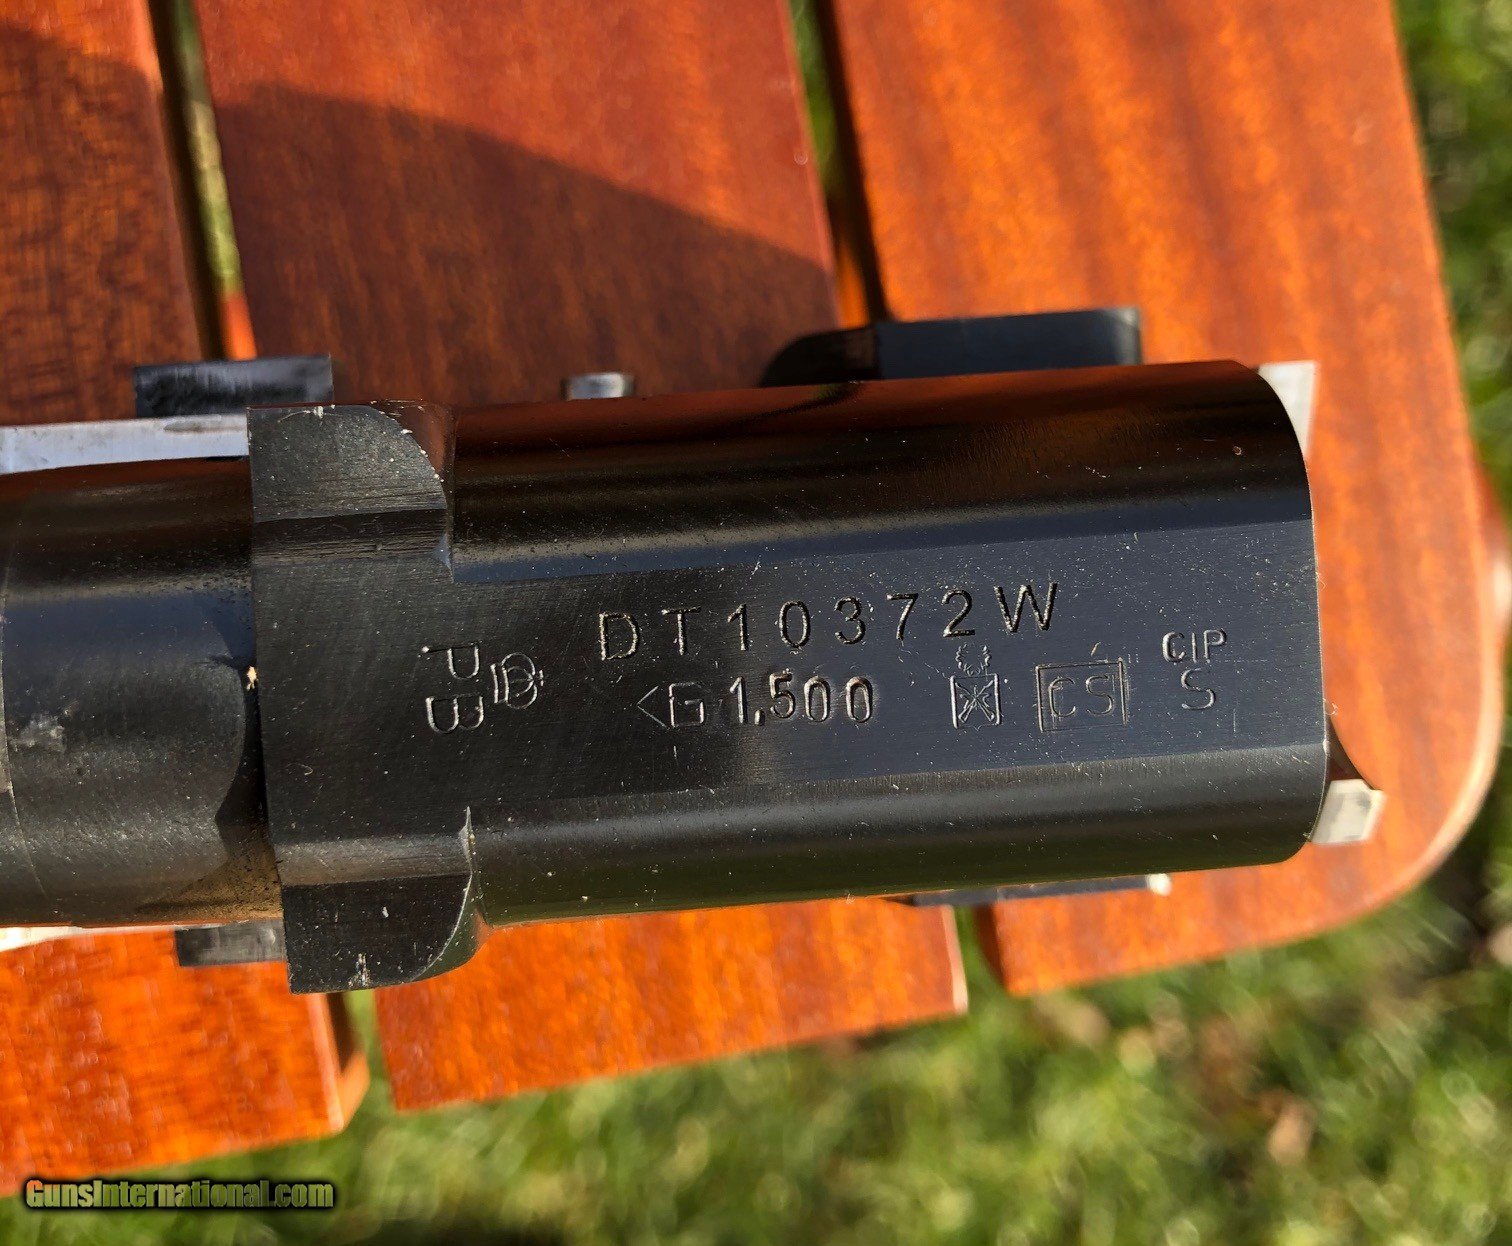 DT10372W
PB
<G 1.500
CS
CIP
S
GunsInternational.com